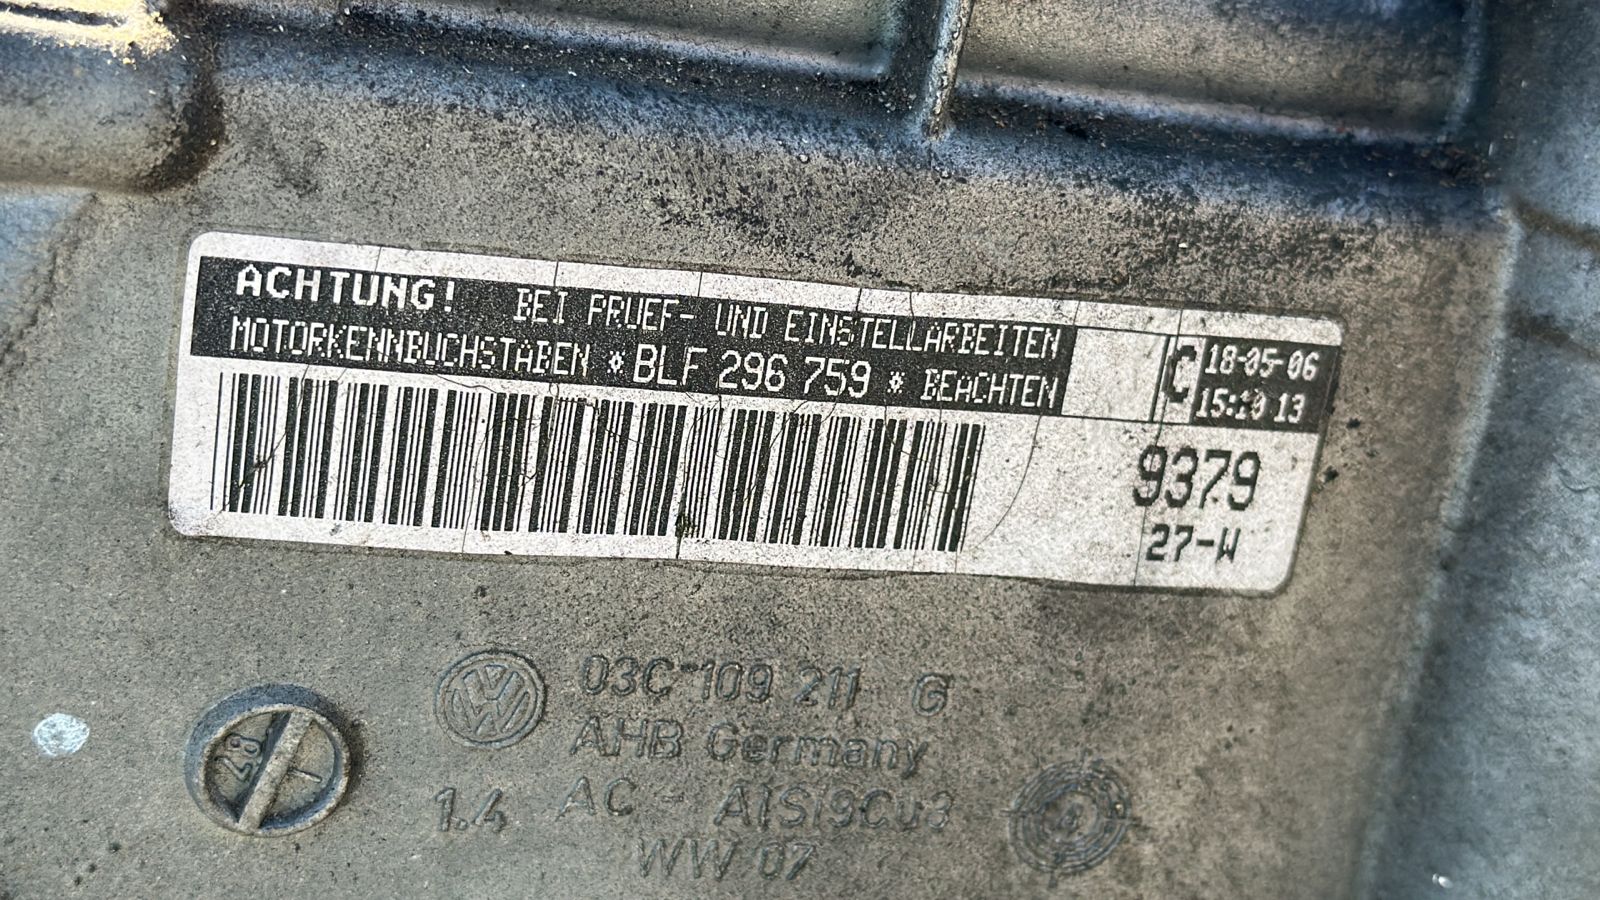 ACHTUNG! BEI PRUEF- UND EINSTELLARBEITEN
MOTORKENNBUCHSTABEN * BLF 296 759 * BEACHTEN
C 18-05-06
15:10 13
9379
27-W
03C 109 211 G
AHB Germany
1.4 AC - AlSi9Cu3
WW 07